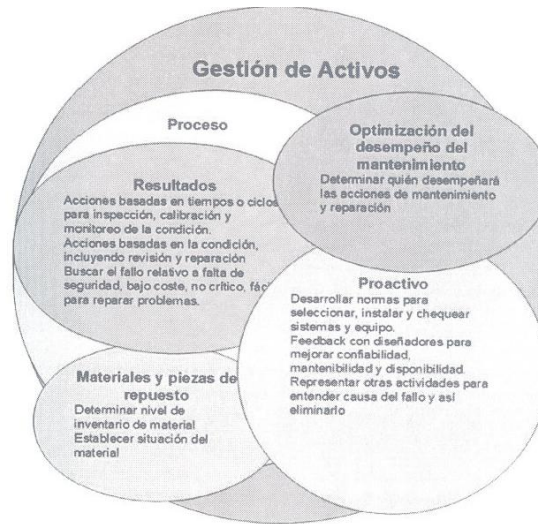 Gestión de Activos
Proceso
Optimización del
desempeño del
mantenimiento
Determinar quién desempeñará
las acciones de mantenimiento
y reparación
Resultados
Acciones basadas en tiempos o ciclos
para inspección, calibración y
monitoreo de la condición.
Acciones basadas en la condición,
incluyendo revisión y reparación
Buscar el fallo relativo a falta de
seguridad, bajo coste, no crítico, fácil
para reparar problemas.
Proactivo
Desarrollar normas para
seleccionar, instalar y chequear
sistemas y equipo.
Feedback con diseñadores para
mejorar confiabilidad,
mantenibilidad y disponibilidad.
Representar otras actividades para
entender causa del fallo y así
eliminarlo
Materiales y piezas de
repuesto
Determinar nivel de
inventario de material
Establecer situación del
material